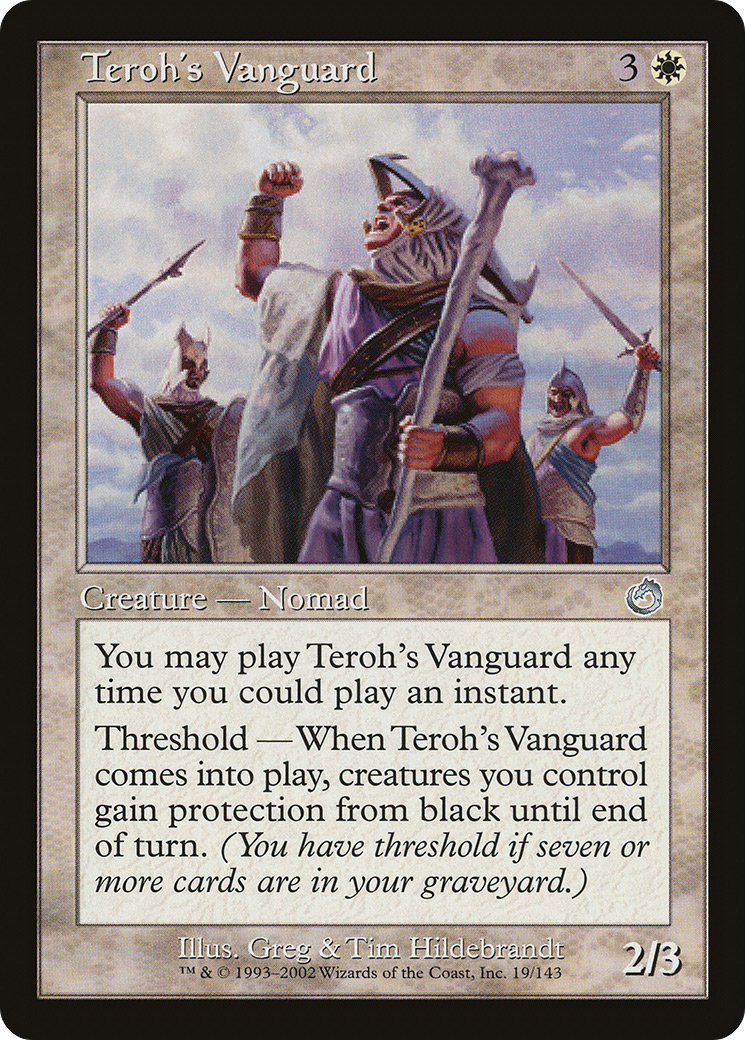 Teroh's Vanguard 3
Creature — Nomad
You may play Teroh's Vanguard any
time you could play an instant.
Threshold — When Teroh's Vanguard
comes into play, creatures you control
gain protection from black until end
of turn. (You have threshold if seven or
more cards are in your graveyard.)
Illus. Greg & Tim Hildebrandt
™ & © 1993–2002 Wizards of the Coast, Inc. 19/143
2/3